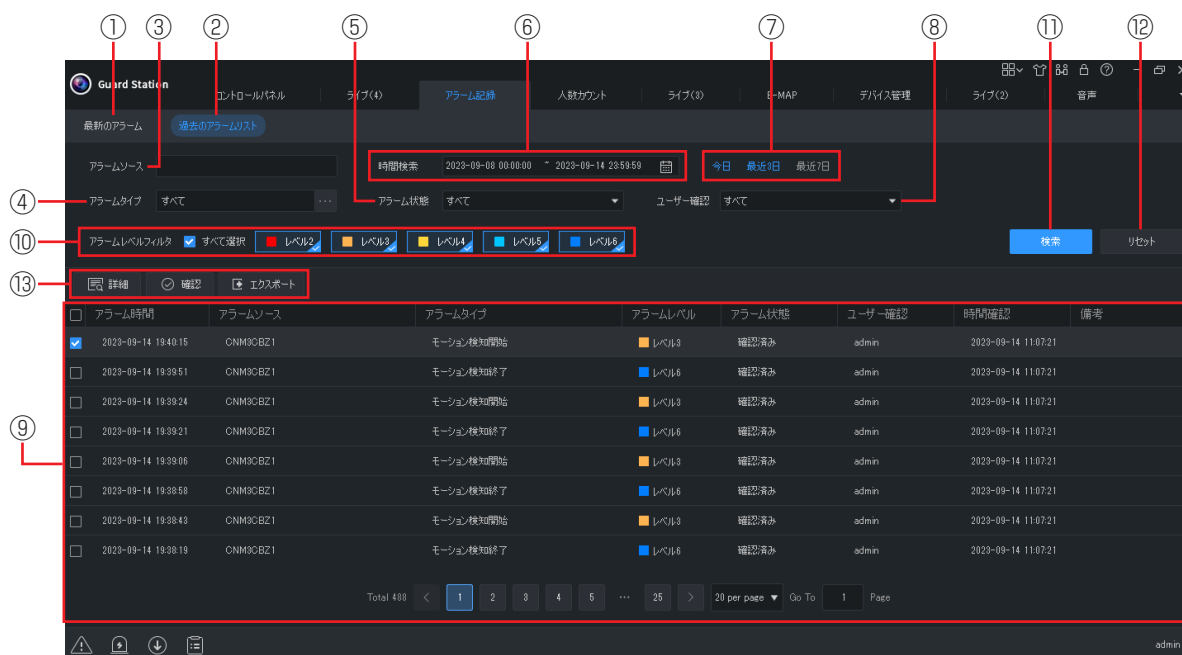 ① ③ ② ⑤ ⑥ ⑦ ⑧ ⑪ ⑫
Guard Station
コントロールパネル ライブ(4) アラーム記録 人数カウント ライブ(3) E-MAP デバイス管理 ライブ(2) 音声
最新のアラーム 過去のアラームリスト
アラームソース 時間検索 2023-09-08 00:00:00 ~ 2023-09-14 23:59:59 今日 最近3日 最近7日
④ アラームタイプ すべて ... アラーム状態 すべて ユーザー確認 すべて
⑩ アラームレベルフィルタ すべて選択 レベル2 レベル3 レベル4 レベル5 レベル6 検索 リセット
⑬ 詳細 確認 エクスポート
アラーム時間 アラームソース アラームタイプ アラームレベル アラーム状態 ユーザー確認 時間確認 備考
2023-09-14 19:40:15 CNM3CBZ1 モーション検知開始 レベル3 確認済み admin 2023-09-14 11:07:21
2023-09-14 19:39:51 CNM3CBZ1 モーション検知終了 レベル6 確認済み admin 2023-09-14 11:07:21
2023-09-14 19:39:24 CNM3CBZ1 モーション検知開始 レベル3 確認済み admin 2023-09-14 11:07:21
⑨ 2023-09-14 19:39:21 CNM3CBZ1 モーション検知終了 レベル6 確認済み admin 2023-09-14 11:07:21
2023-09-14 19:39:06 CNM3CBZ1 モーション検知開始 レベル3 確認済み admin 2023-09-14 11:07:21
2023-09-14 19:38:58 CNM3CBZ1 モーション検知終了 レベル6 確認済み admin 2023-09-14 11:07:21
2023-09-14 19:38:43 CNM3CBZ1 モーション検知開始 レベル3 確認済み admin 2023-09-14 11:07:21
2023-09-14 19:38:19 CNM3CBZ1 モーション検知終了 レベル6 確認済み admin 2023-09-14 11:07:21
Total 488 < 1 2 3 4 5 ... 25 > 20 per page Go To 1 Page
admin